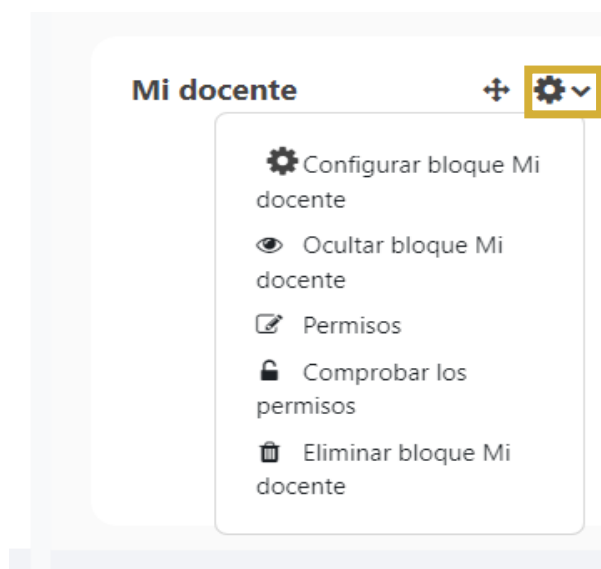 Mi docente
Configurar bloque Mi
docente
Ocultar bloque Mi
docente
Permisos
Comprobar los
permisos
Eliminar bloque Mi
docente